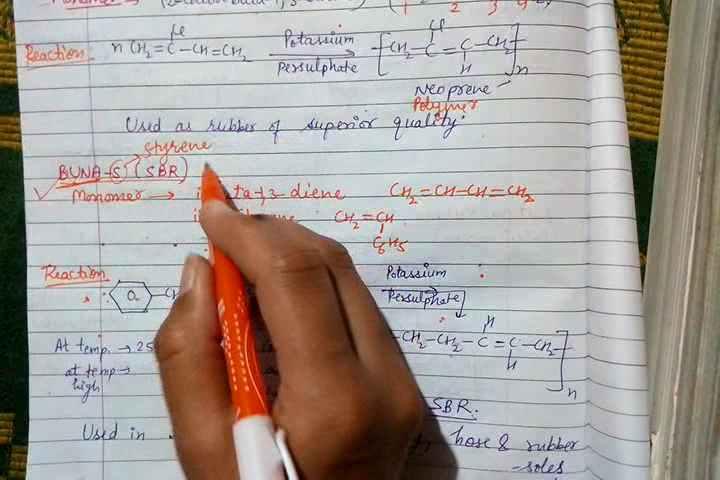 Cl
Reaction n CH2=C-CH=CH2 Potassium Persulphate [CH2-C=C-CH2]n
Cl
H
Neoprene
Polymer
Used as rubber of superior quality.
styrene
BUNA-S (SBR)
Monomer → ta-1,3-diene CH2=CH-CH=CH2
CH2=CH
C6H5
Reaction Potassium
Persulphate
H
CH2-CH2-C=C-CH2]n
H
At temp. → 25
at temp →
high
SBR.
Used in hose & rubber
-soles